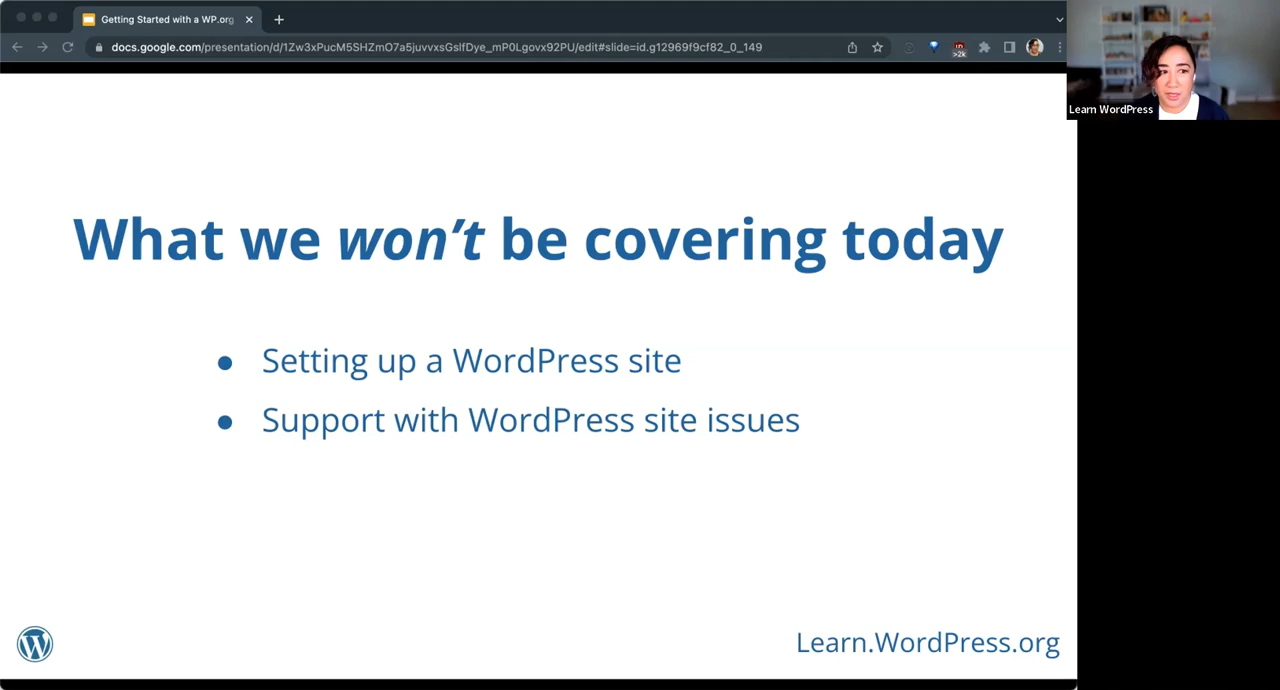 Getting Started with a WP.org
docs.google.com/presentation/d/1Zw3xPucM5SHZmO7a5juvvxsGslfDye_mP0Lgovx92PU/edit#slide=id.g12969f9cf82_0_149
>2k
Learn WordPress
What we won't be covering today
● Setting up a WordPress site
● Support with WordPress site issues
Learn.WordPress.org